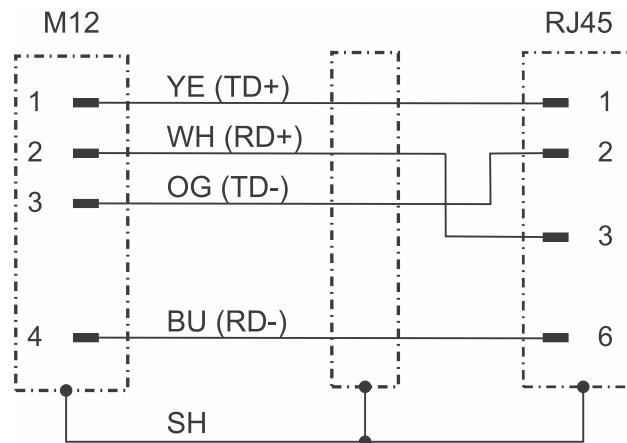 M12 RJ45
1 YE (TD+) 1
2 WH (RD+) 2
3 OG (TD-) 3
4 BU (RD-) 6
SH